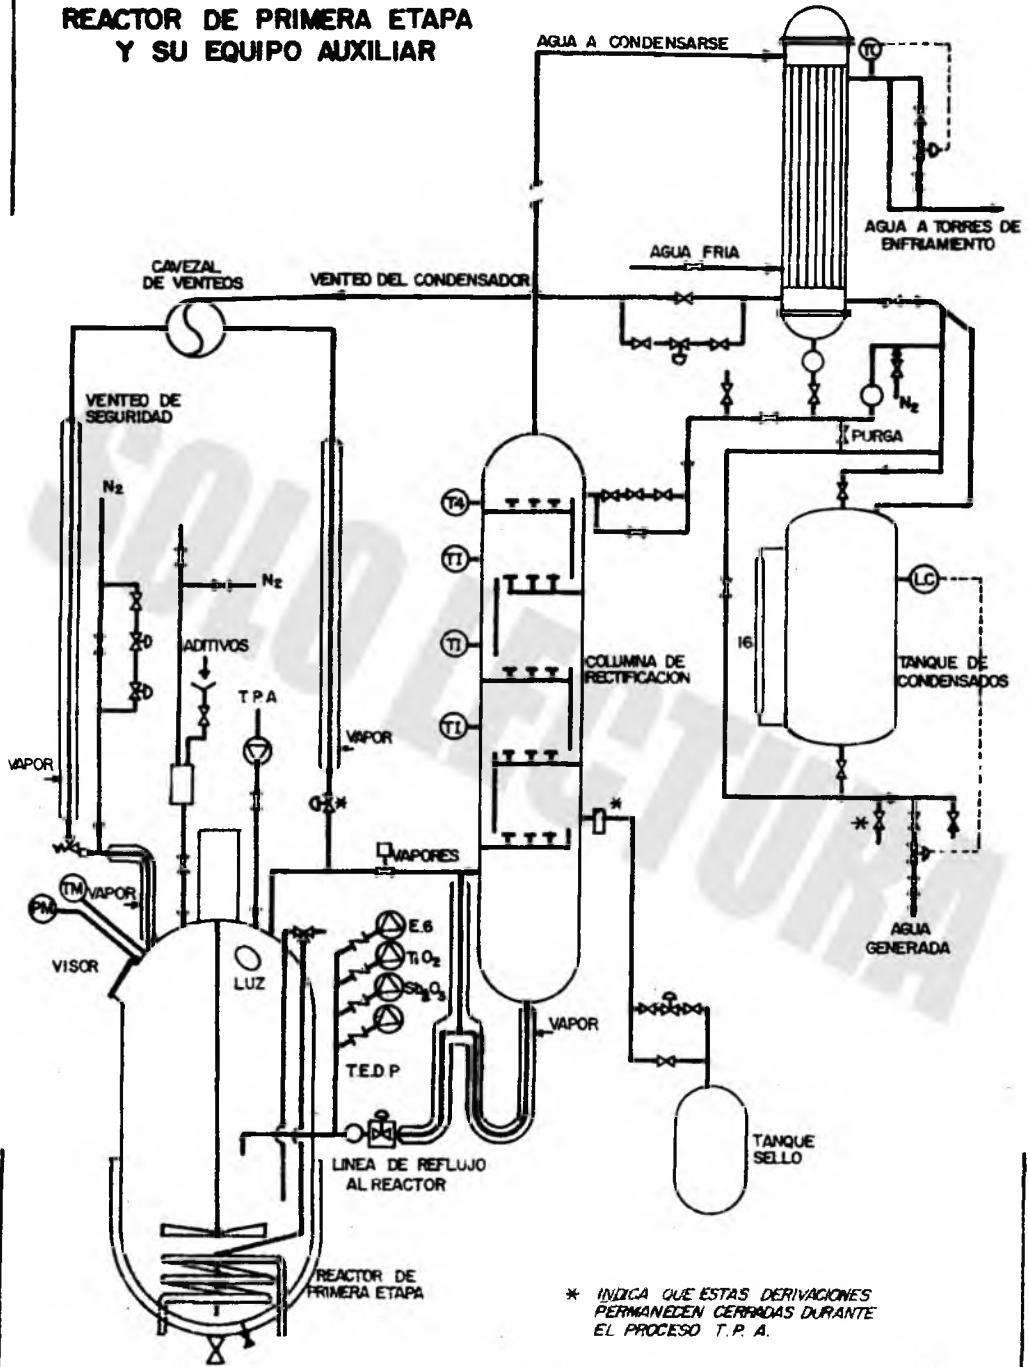 REACTOR DE PRIMERA ETAPA
Y SU EQUIPO AUXILIAR
AGUA A CONDENSARSE
TC
AGUA A TORRES DE
ENFRIAMIENTO
AGUA FRIA
CAVEZAL
DE VENTEOS
VENTEO DEL CONDENSADOR
VENTEO DE
SEGURIDAD
N2
PURGA
N2
T4
TI
N2
LC
ADITIVOS
TI
16
COLUMNA DE
RECTIFICACION
TANQUE DE
CONDENSADOS
T.P.A
TI
VAPOR
VAPOR
*
*
*
VAPORES
TM
VAPOR
PM
E.G
AGUA
GENERADA
VISOR
LUZ
TiO2
Sb2O3
VAPOR
T.E.D P
TANQUE
SELLO
LINEA DE REFLUJO
AL REACTOR
REACTOR DE
PRIMERA ETAPA
* INDICA QUE ESTAS DERIVACIONES
PERMANECEN CERRADAS DURANTE
EL PROCESO T.P.A.
SOLO LECTURA